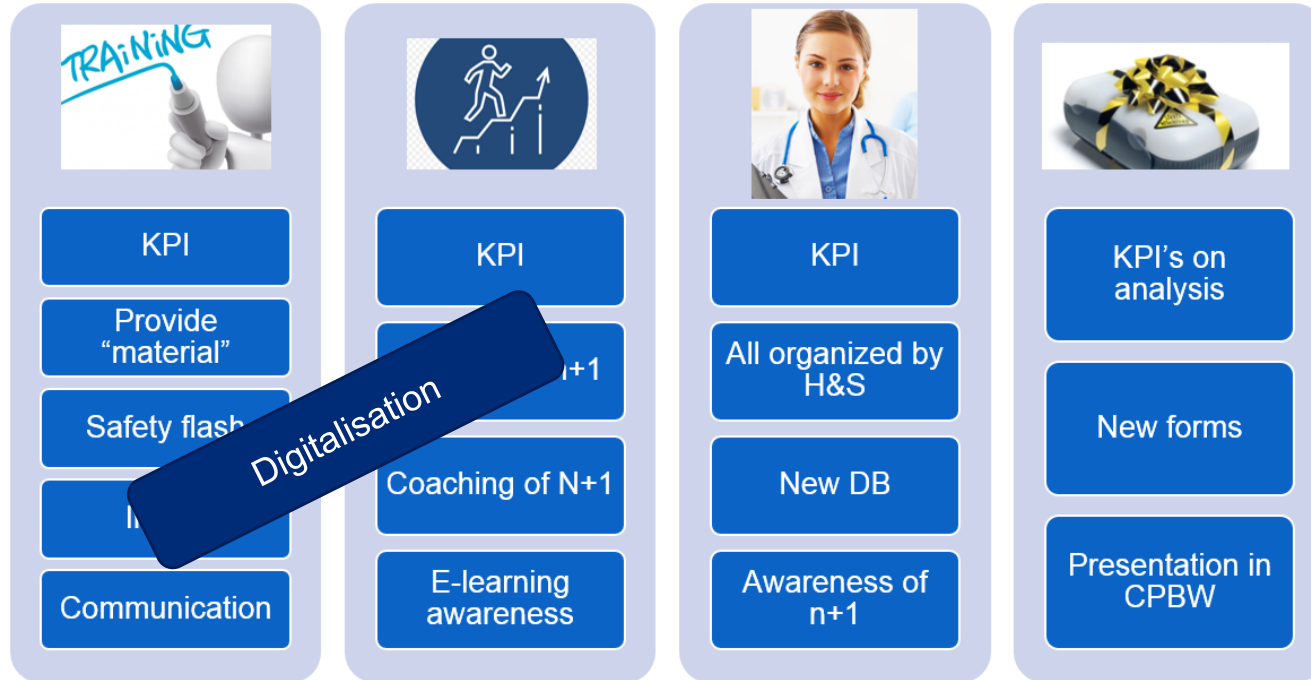 TRAiNiNG
KPI
Provide
“material”
Safety flash
Communication
KPI
n+1
Coaching of N+1
E-learning
awareness
Digitalisation
KPI
All organized by
H&S
New DB
Awareness of
n+1
KPI’s on
analysis
New forms
Presentation in
CPBW